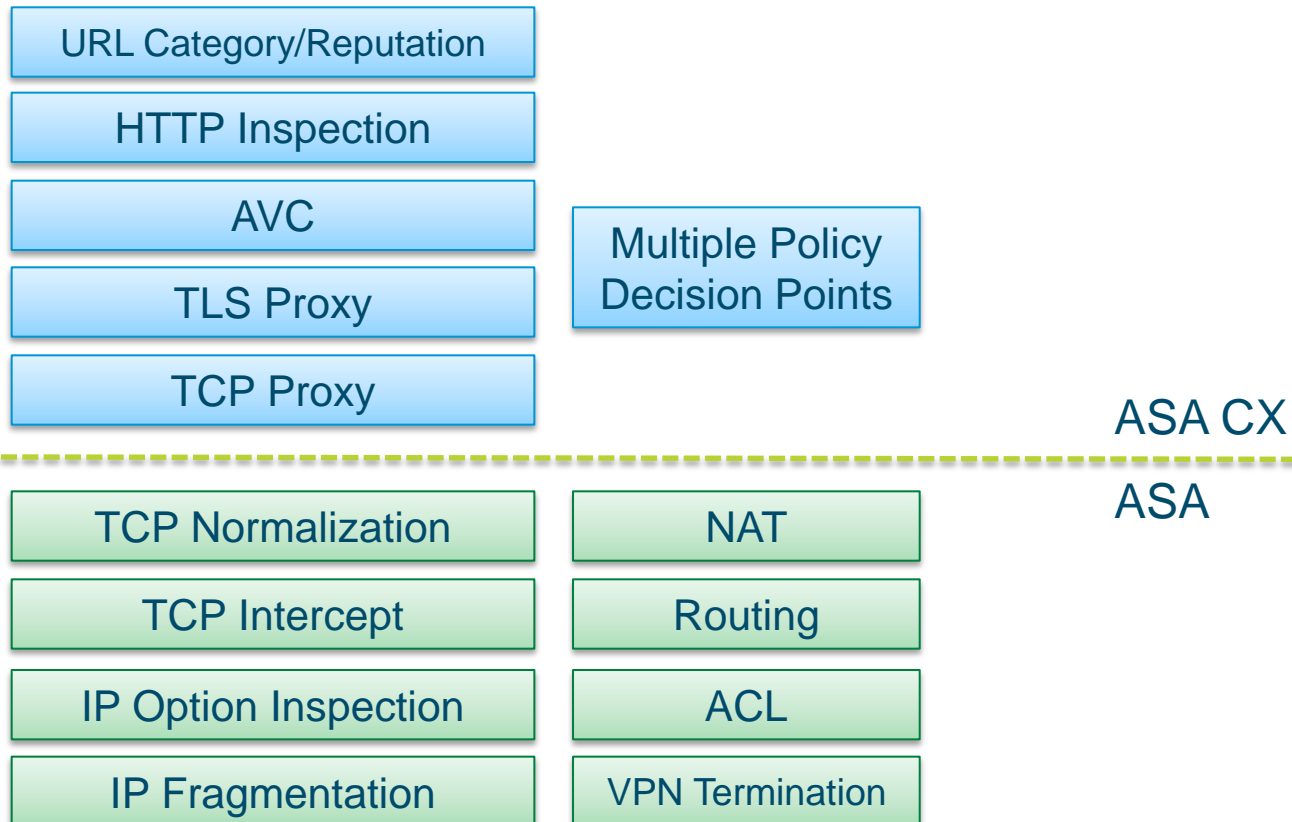 URL Category/Reputation
HTTP Inspection
AVC
TLS Proxy
TCP Proxy
Multiple Policy
Decision Points
ASA CX
ASA
TCP Normalization
TCP Intercept
IP Option Inspection
IP Fragmentation
NAT
Routing
ACL
VPN Termination